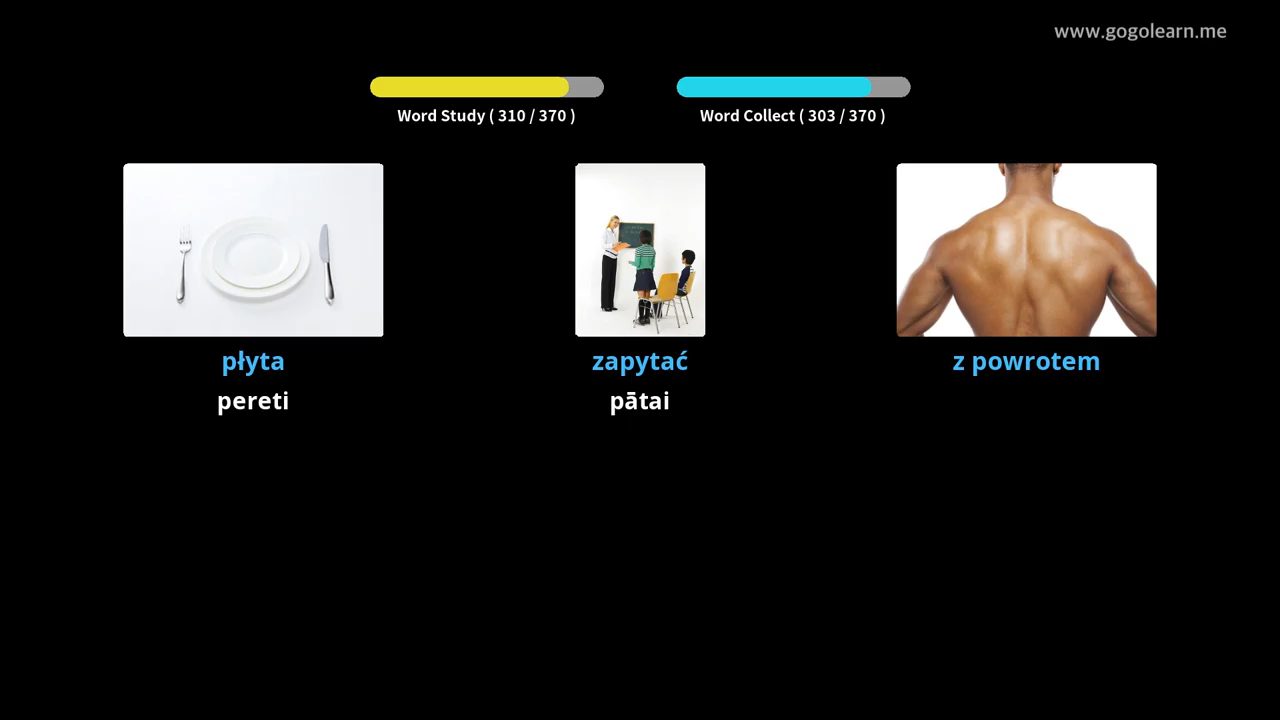 www.gogolearn.me
Word Study ( 310 / 370 )
Word Collect ( 303 / 370 )
płyta
zapytać
z powrotem
pereti
pātai